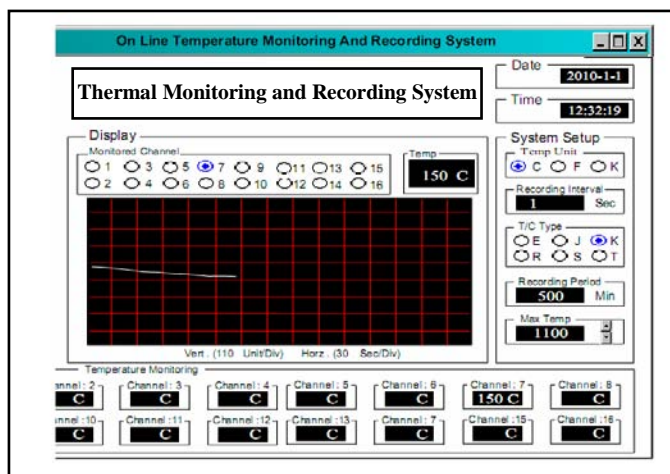 On Line Temperature Monitoring And Recording System
Thermal Monitoring and Recording System
Date
2010-1-1
Time
12:32:19
Display
Monitored Channel
1 3 5 7 9 11 13 15
2 4 6 8 10 12 14 16
Temp
150 C
System Setup
Temp Unit
C F K
Recording Interval
1 Sec
T/C Type
E J K
R S T
Recording Period
500 Min
Max Temp
1100
Vert . (110 Unit/Div) Horz . (30 Sec/Div)
Temperature Monitoring
annel : 2 Channel : 3 Channel : 4 Channel : 5 Channel : 6 Channel : 7 Channel : 8
C C C C C 150 C C
annel :10 Channel :11 Channel :12 Channel :13 Channel : 7 Channel :15 Channel :16
C C C C C C C